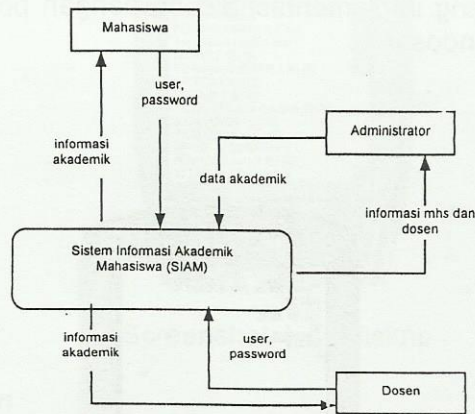 Mahasiswa
user,
password
informasi
akademik
Administrator
data akademik
informasi mhs dan
dosen
Sistem Informasi Akademik
Mahasiswa (SIAM)
informasi
akademik
user,
password
Dosen